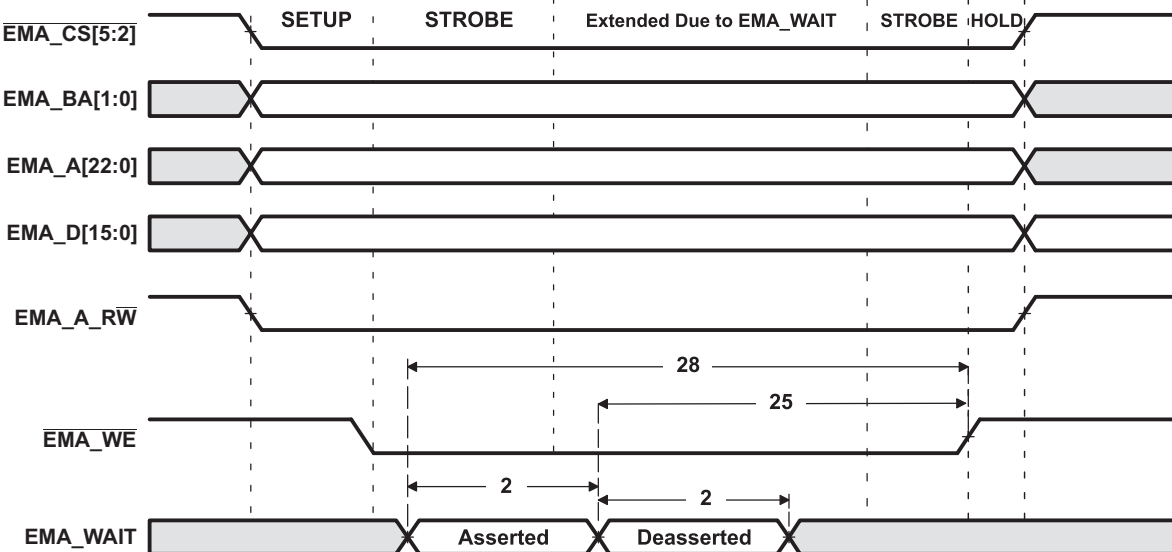 SETUP STROBE Extended Due to EMA_WAIT STROBE HOLD
EMA_CS[5:2]
EMA_BA[1:0]
EMA_A[22:0]
EMA_D[15:0]
EMA_A_RW
28
25
EMA_WE
2
2
EMA_WAIT Asserted Deasserted